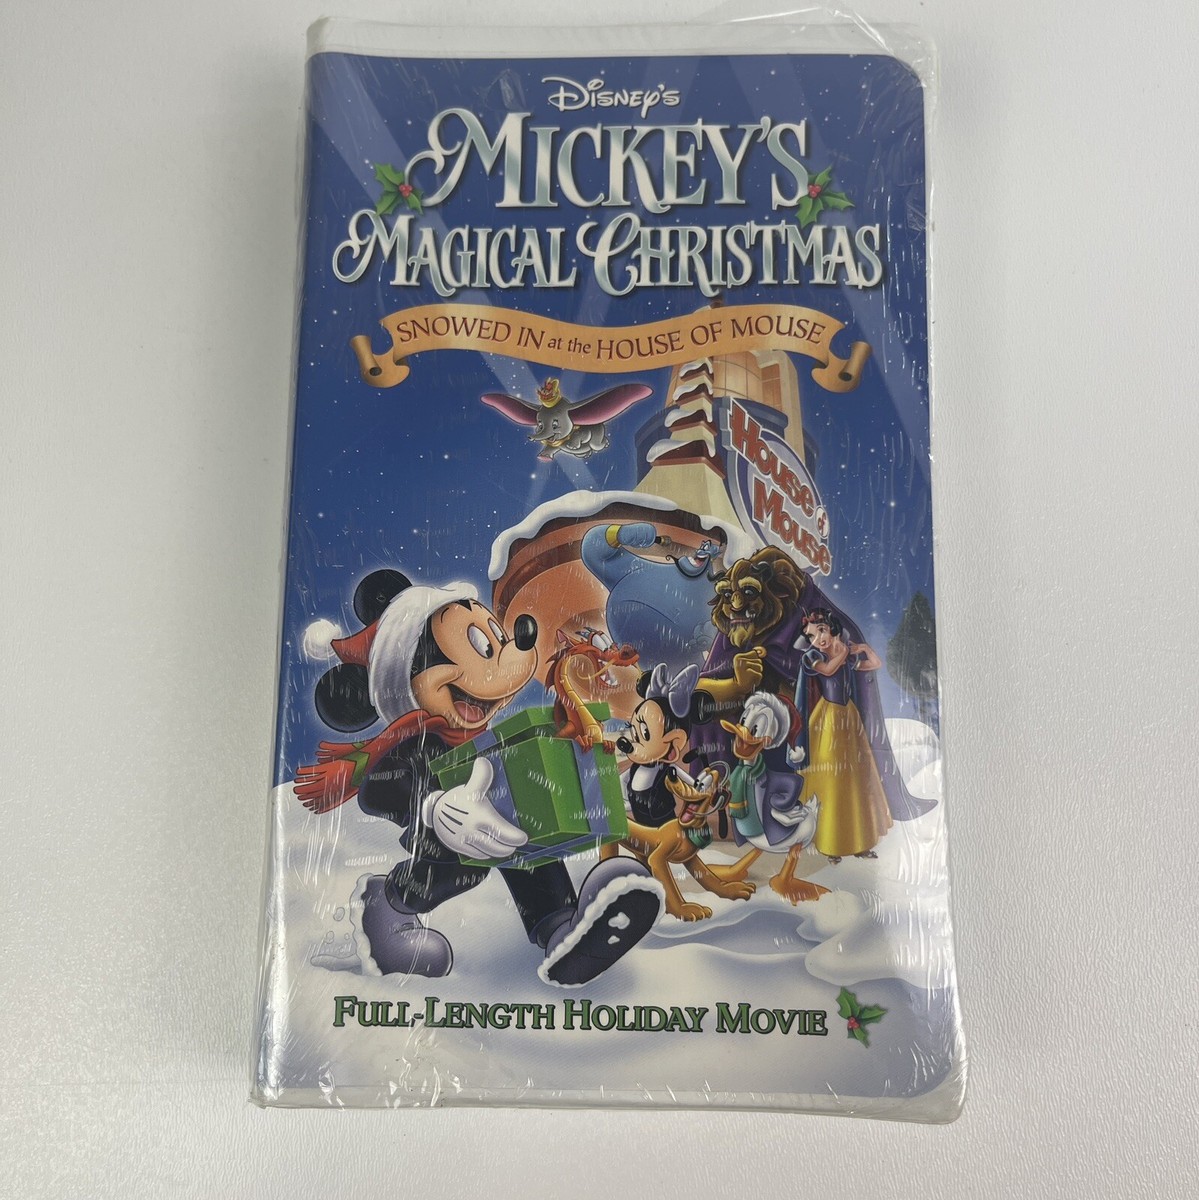 Disney's
Mickey's
Magical Christmas
SNOWED IN at the HOUSE OF MOUSE
House
of
Mouse
Full-Length Holiday Movie